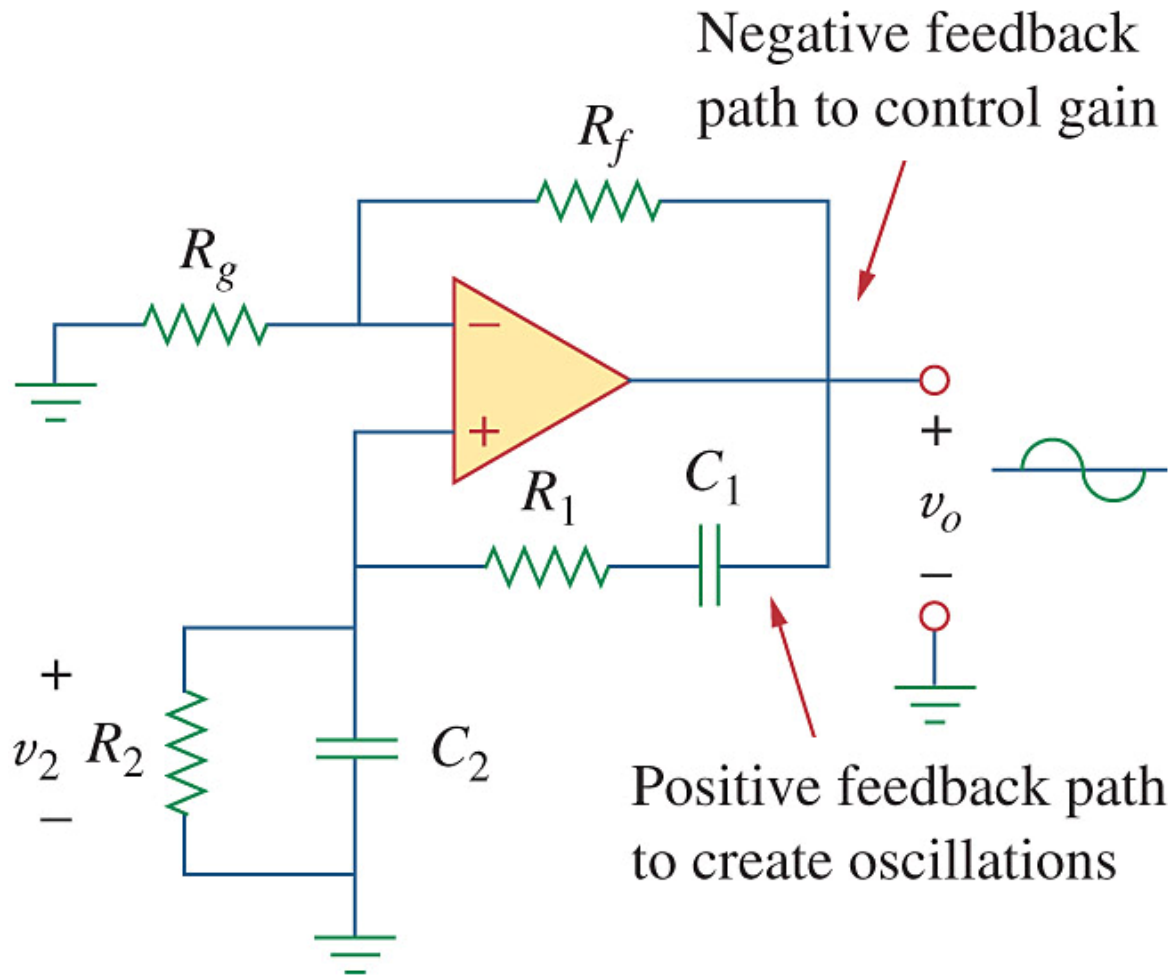 Negative feedback
path to control gain
R_f
R_g
−
+
R_1
C_1
+
v_o
−
+
v_2
−
R_2
C_2
Positive feedback path
to create oscillations